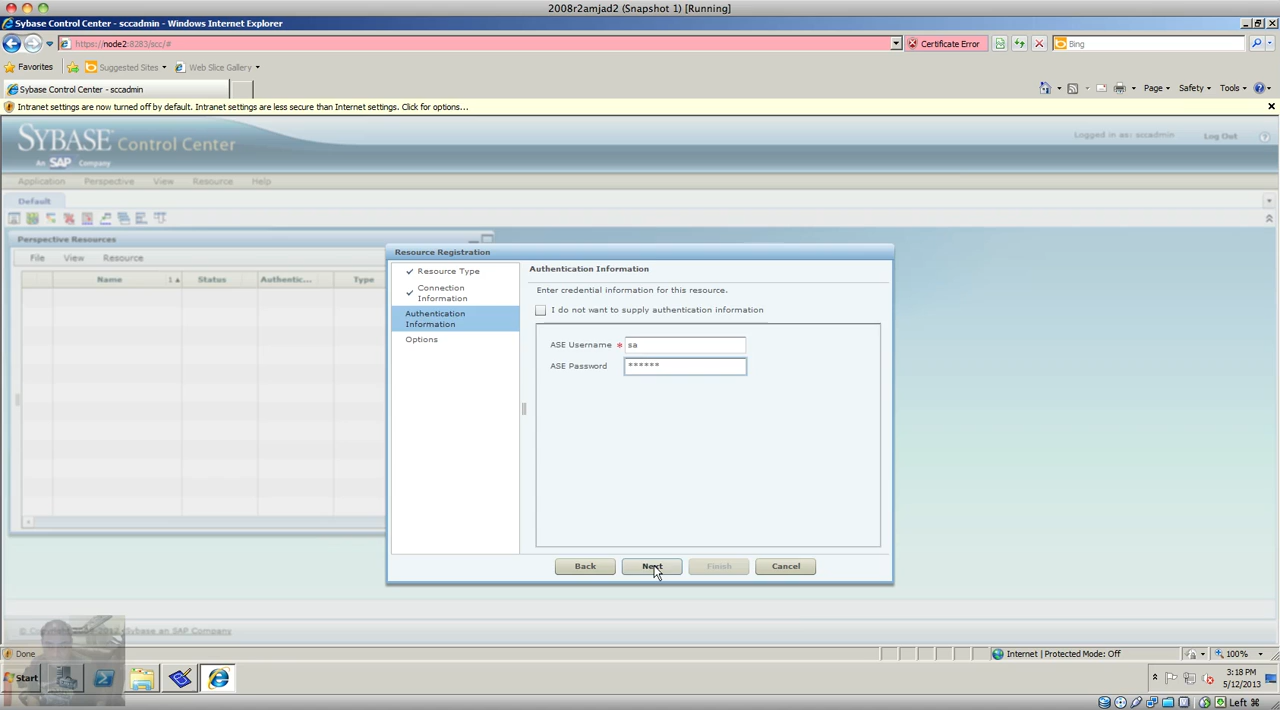 2008r2amjad2 (Snapshot 1) [Running]
Sybase Control Center - sccadmin - Windows Internet Explorer
https://node2:8283/scc/#
Certificate Error
Bing
Favorites
Suggested Sites
Web Slice Gallery
Sybase Control Center - sccadmin
Page
Safety
Tools
Intranet settings are now turned off by default. Intranet settings are less secure than Internet settings. Click for options...
SYBASE Control Center
An SAP Company
Logged in as: sccadmin
Log Out
Application
Perspective
View
Resource
Help
Default
Perspective Resources
File
View
Resource
Name
1
Status
Authentic...
Type
Resource Registration
Resource Type
Connection
Information
Authentication
Information
Options
Authentication Information
Enter credential information for this resource.
I do not want to supply authentication information
ASE Username * sa
ASE Password ******
Back
Next
Finish
Cancel
Sybase an SAP Company
Done
Internet | Protected Mode: Off
100%
Start
3:18 PM
5/12/2013
Left ⌘